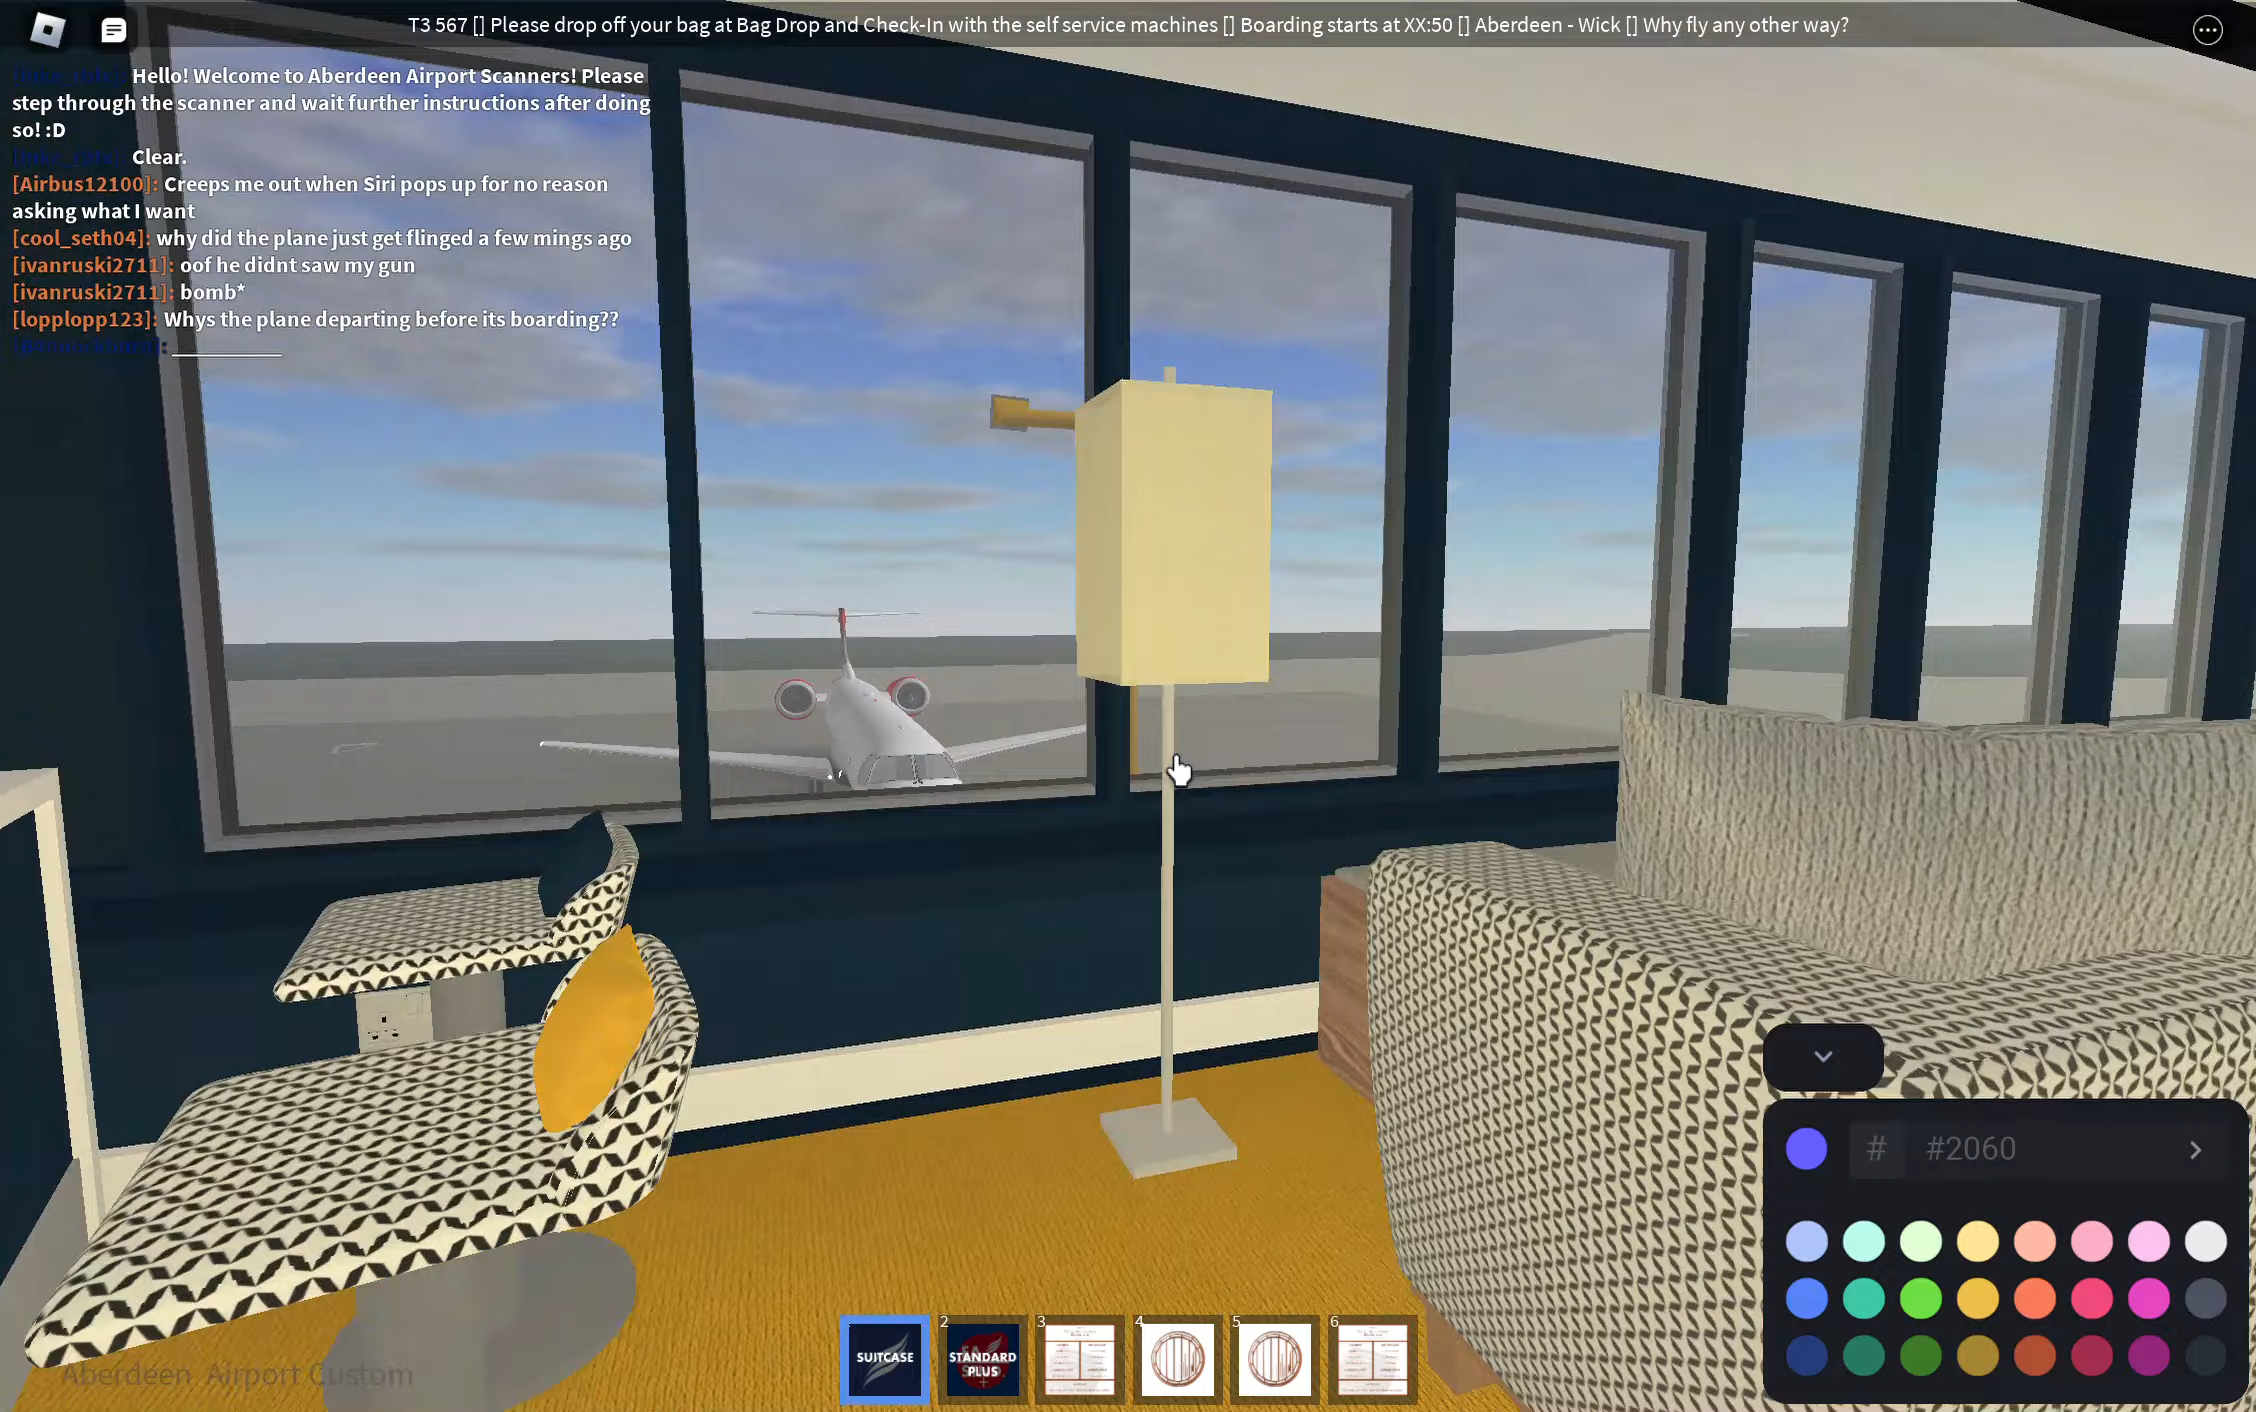 T3 567 [] Please drop off your bag at Bag Drop and Check-In with the self service machines [] Boarding starts at XX:50 [] Aberdeen - Wick [] Why fly any other way?
Hello! Welcome to Aberdeen Airport Scanners! Please
step through the scanner and wait further instructions after doing
so! :D
Clear.
[Airbus12100]: Creeps me out when Siri pops up for no reason
asking what I want
[cool_seth04]: why did the plane just get flinged a few mings ago
[ivanruski2711]: oof he didnt saw my gun
[ivanruski2711]: bomb*
[lopplopp123]: Whys the plane departing before its boarding??
# #2060
SUITCASE
2 STANDARD
PLUS
3
4
5
6
Aberdeen Airport Custom